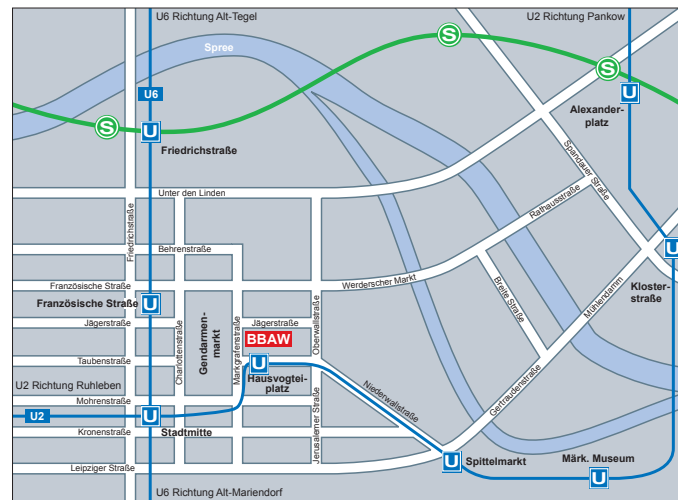 U6 Richtung Alt-Tegel
U2 Richtung Pankow
Spree
S
S
U6
U
Alexander-
platz
S
U
Friedrichstraße
Spandauer Straße
Unter den Linden
Rathausstraße
Friedrichstraße
Behrenstraße
U
Werderscher Markt
Kloster-
straße
Französische Straße
Französische Straße
U
Breite Straße
Mühlendamm
Jägerstraße
Charlottenstraße
Gendarmen-
markt
Markgrafenstraße
Jägerstraße
BBAW
Oberwallstraße
Taubenstraße
U
Hausvogtei-
platz
Niederwallstraße
Gertraudenstraße
U2 Richtung Ruhleben
Mohrenstraße
U2
U
Stadtmitte
Jerusalemer Straße
Kronenstraße
Leipziger Straße
U
Spittelmarkt
Märk. Museum
U
U6 Richtung Alt-Mariendorf